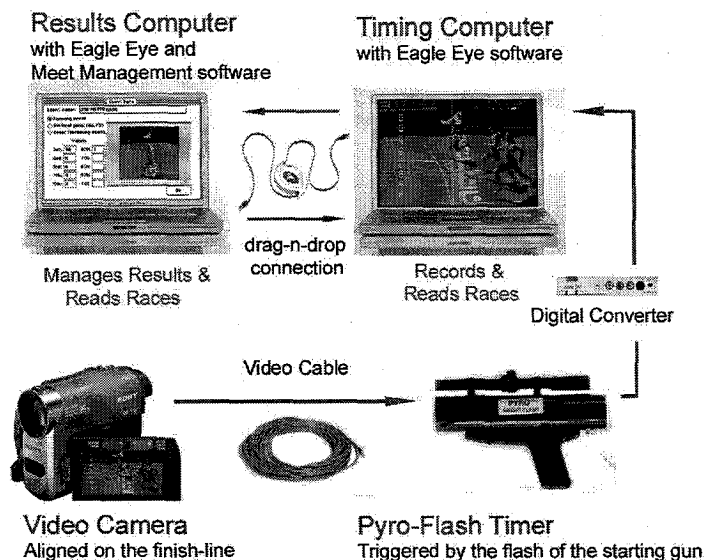 Results Computer
with Eagle Eye and
Meet Management software
Timing Computer
with Eagle Eye software
drag-n-drop
connection
Manages Results &
Reads Races
Records &
Reads Races
Digital Converter
Video Cable
PYRO
Video Camera
Aligned on the finish-line
Pyro-Flash Timer
Triggered by the flash of the starting gun